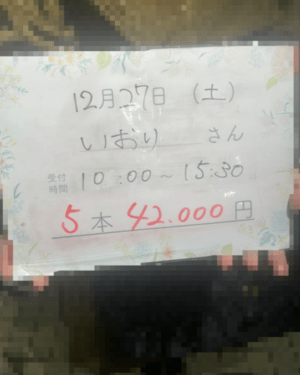 12月27日 (土)
いおり さん
受付時間 10:00~15:30
5本 42.000円